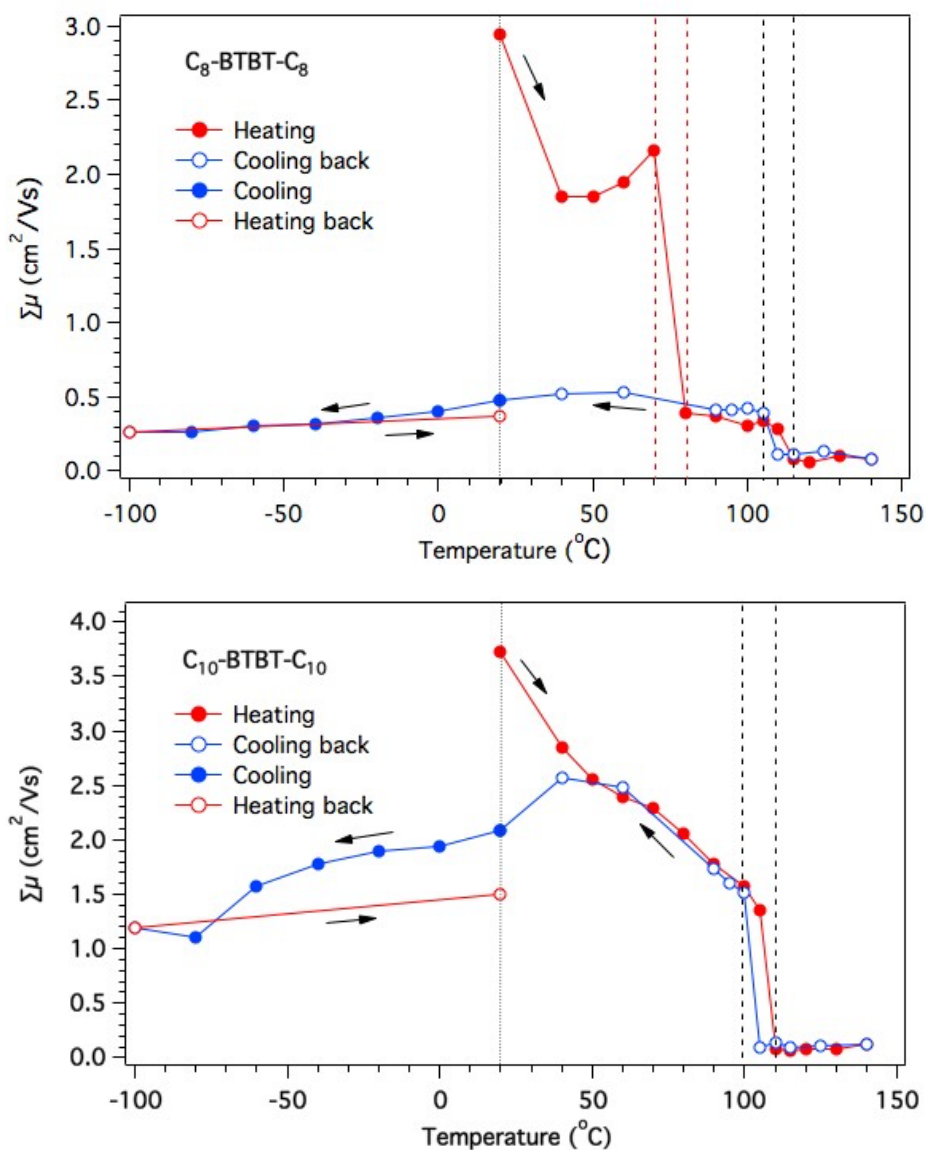 3.0
2.5
2.0
1.5
1.0
0.5
0.0
Σμ (cm²/Vs)
C₈-BTBT-C₈
Heating
Cooling back
Cooling
Heating back
-100
-50
0
50
100
150
Temperature (°C)
4.0
3.5
3.0
2.5
2.0
1.5
1.0
0.5
0.0
Σμ (cm²/Vs)
C₁₀-BTBT-C₁₀
Heating
Cooling back
Cooling
Heating back
-100
-50
0
50
100
150
Temperature (°C)